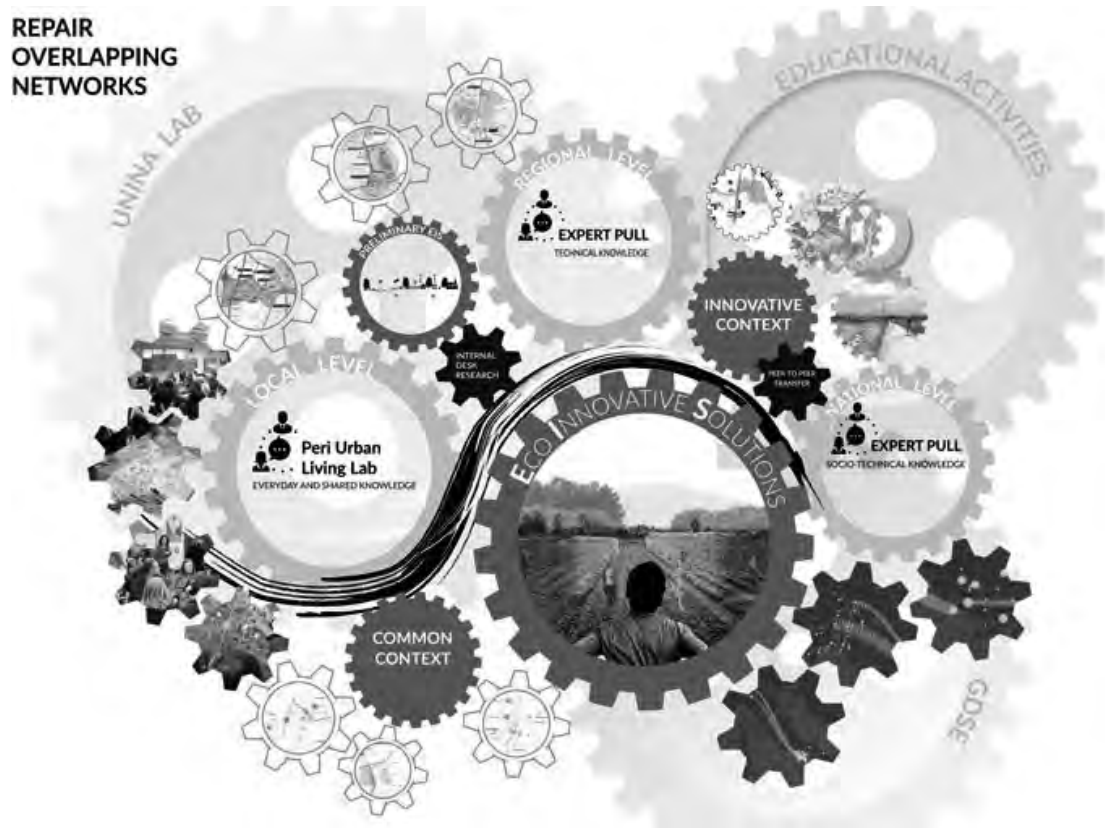 REPAIR
OVERLAPPING
NETWORKS
UNINA LAB
EDUCATIONAL ACTIVITIES
REGIONAL LEVEL
EXPERT PULL
TECHNICAL KNOWLEDGE
PRELIMINARY EIS
INNOVATIVE
CONTEXT
INTERNAL
DESK
RESEARCH
PEER TO PEER
TRANSFER
LOCAL LEVEL
Peri Urban
Living Lab
EVERYDAY AND SHARED KNOWLEDGE
ECO INNOVATIVE SOLUTIONS
NATIONAL LEVEL
EXPERT PULL
SOCIO-TECHNICAL KNOWLEDGE
COMMON
CONTEXT
GDSE